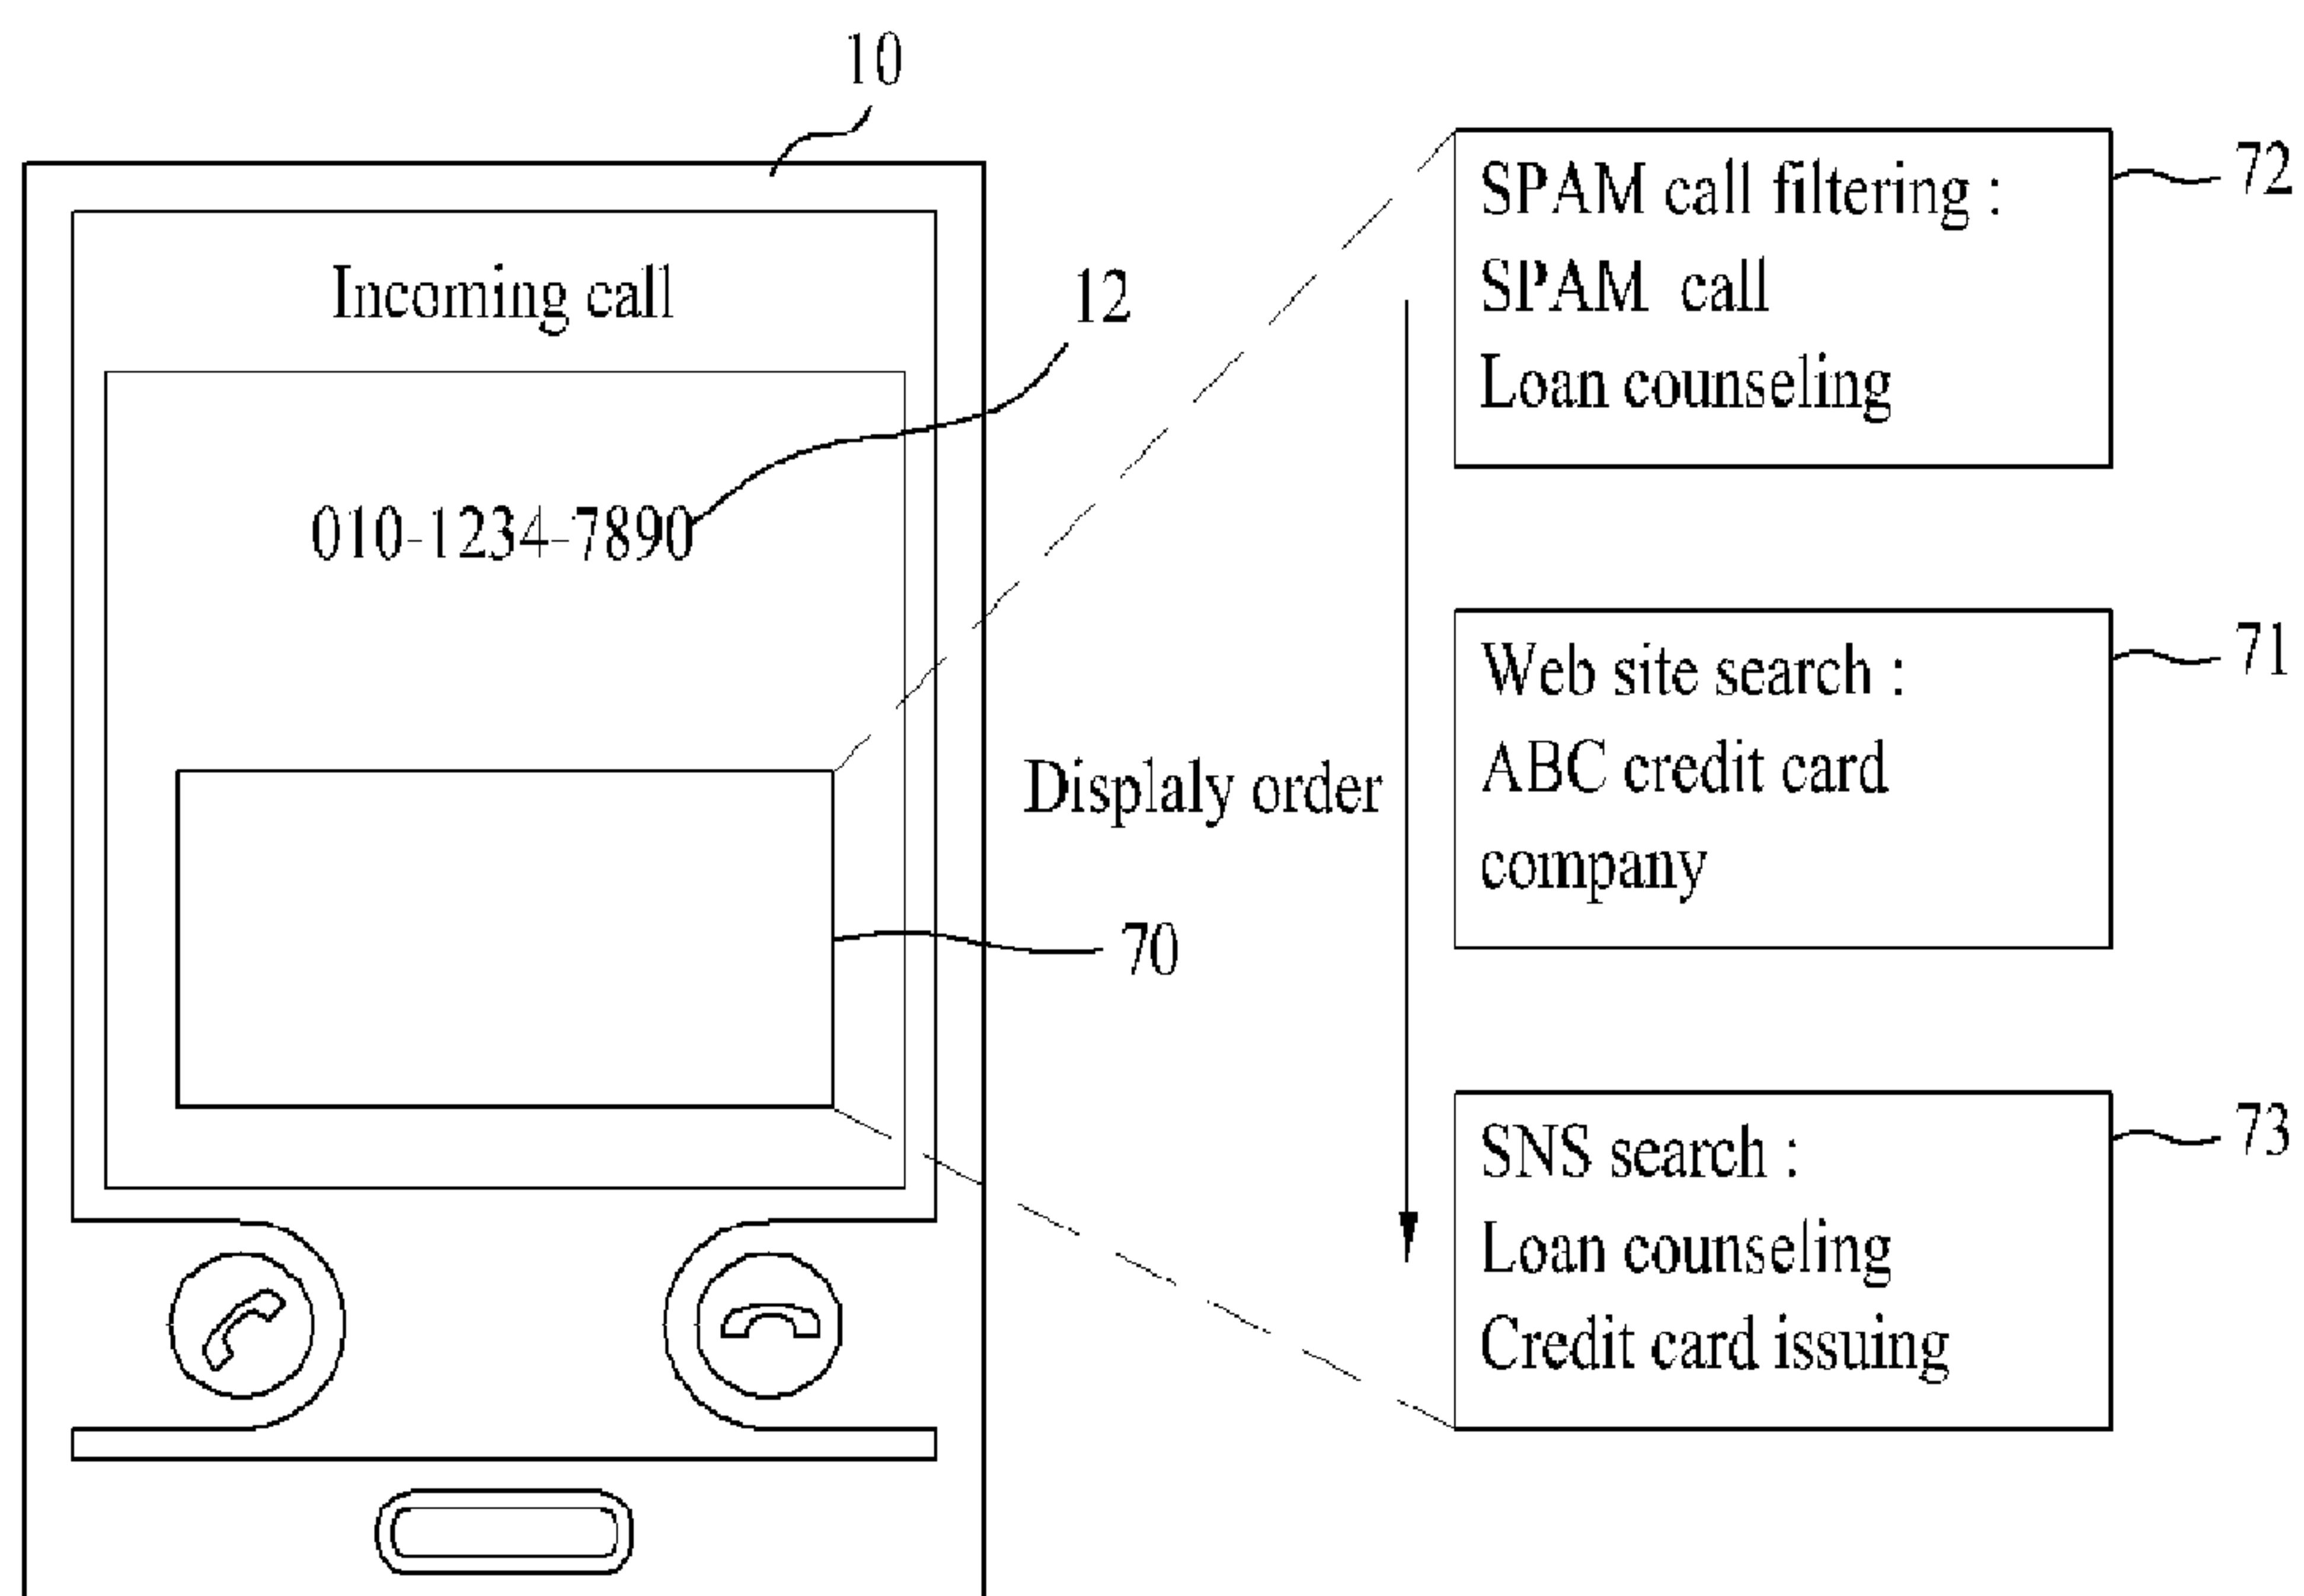 10
Incoming call
12
010-1234-7890
70
Displaly order
SPAM call filtering :
SPAM call
Loan counseling
72
Web site search :
ABC credit card
company
71
SNS search :
Loan counseling
Credit card issuing
73